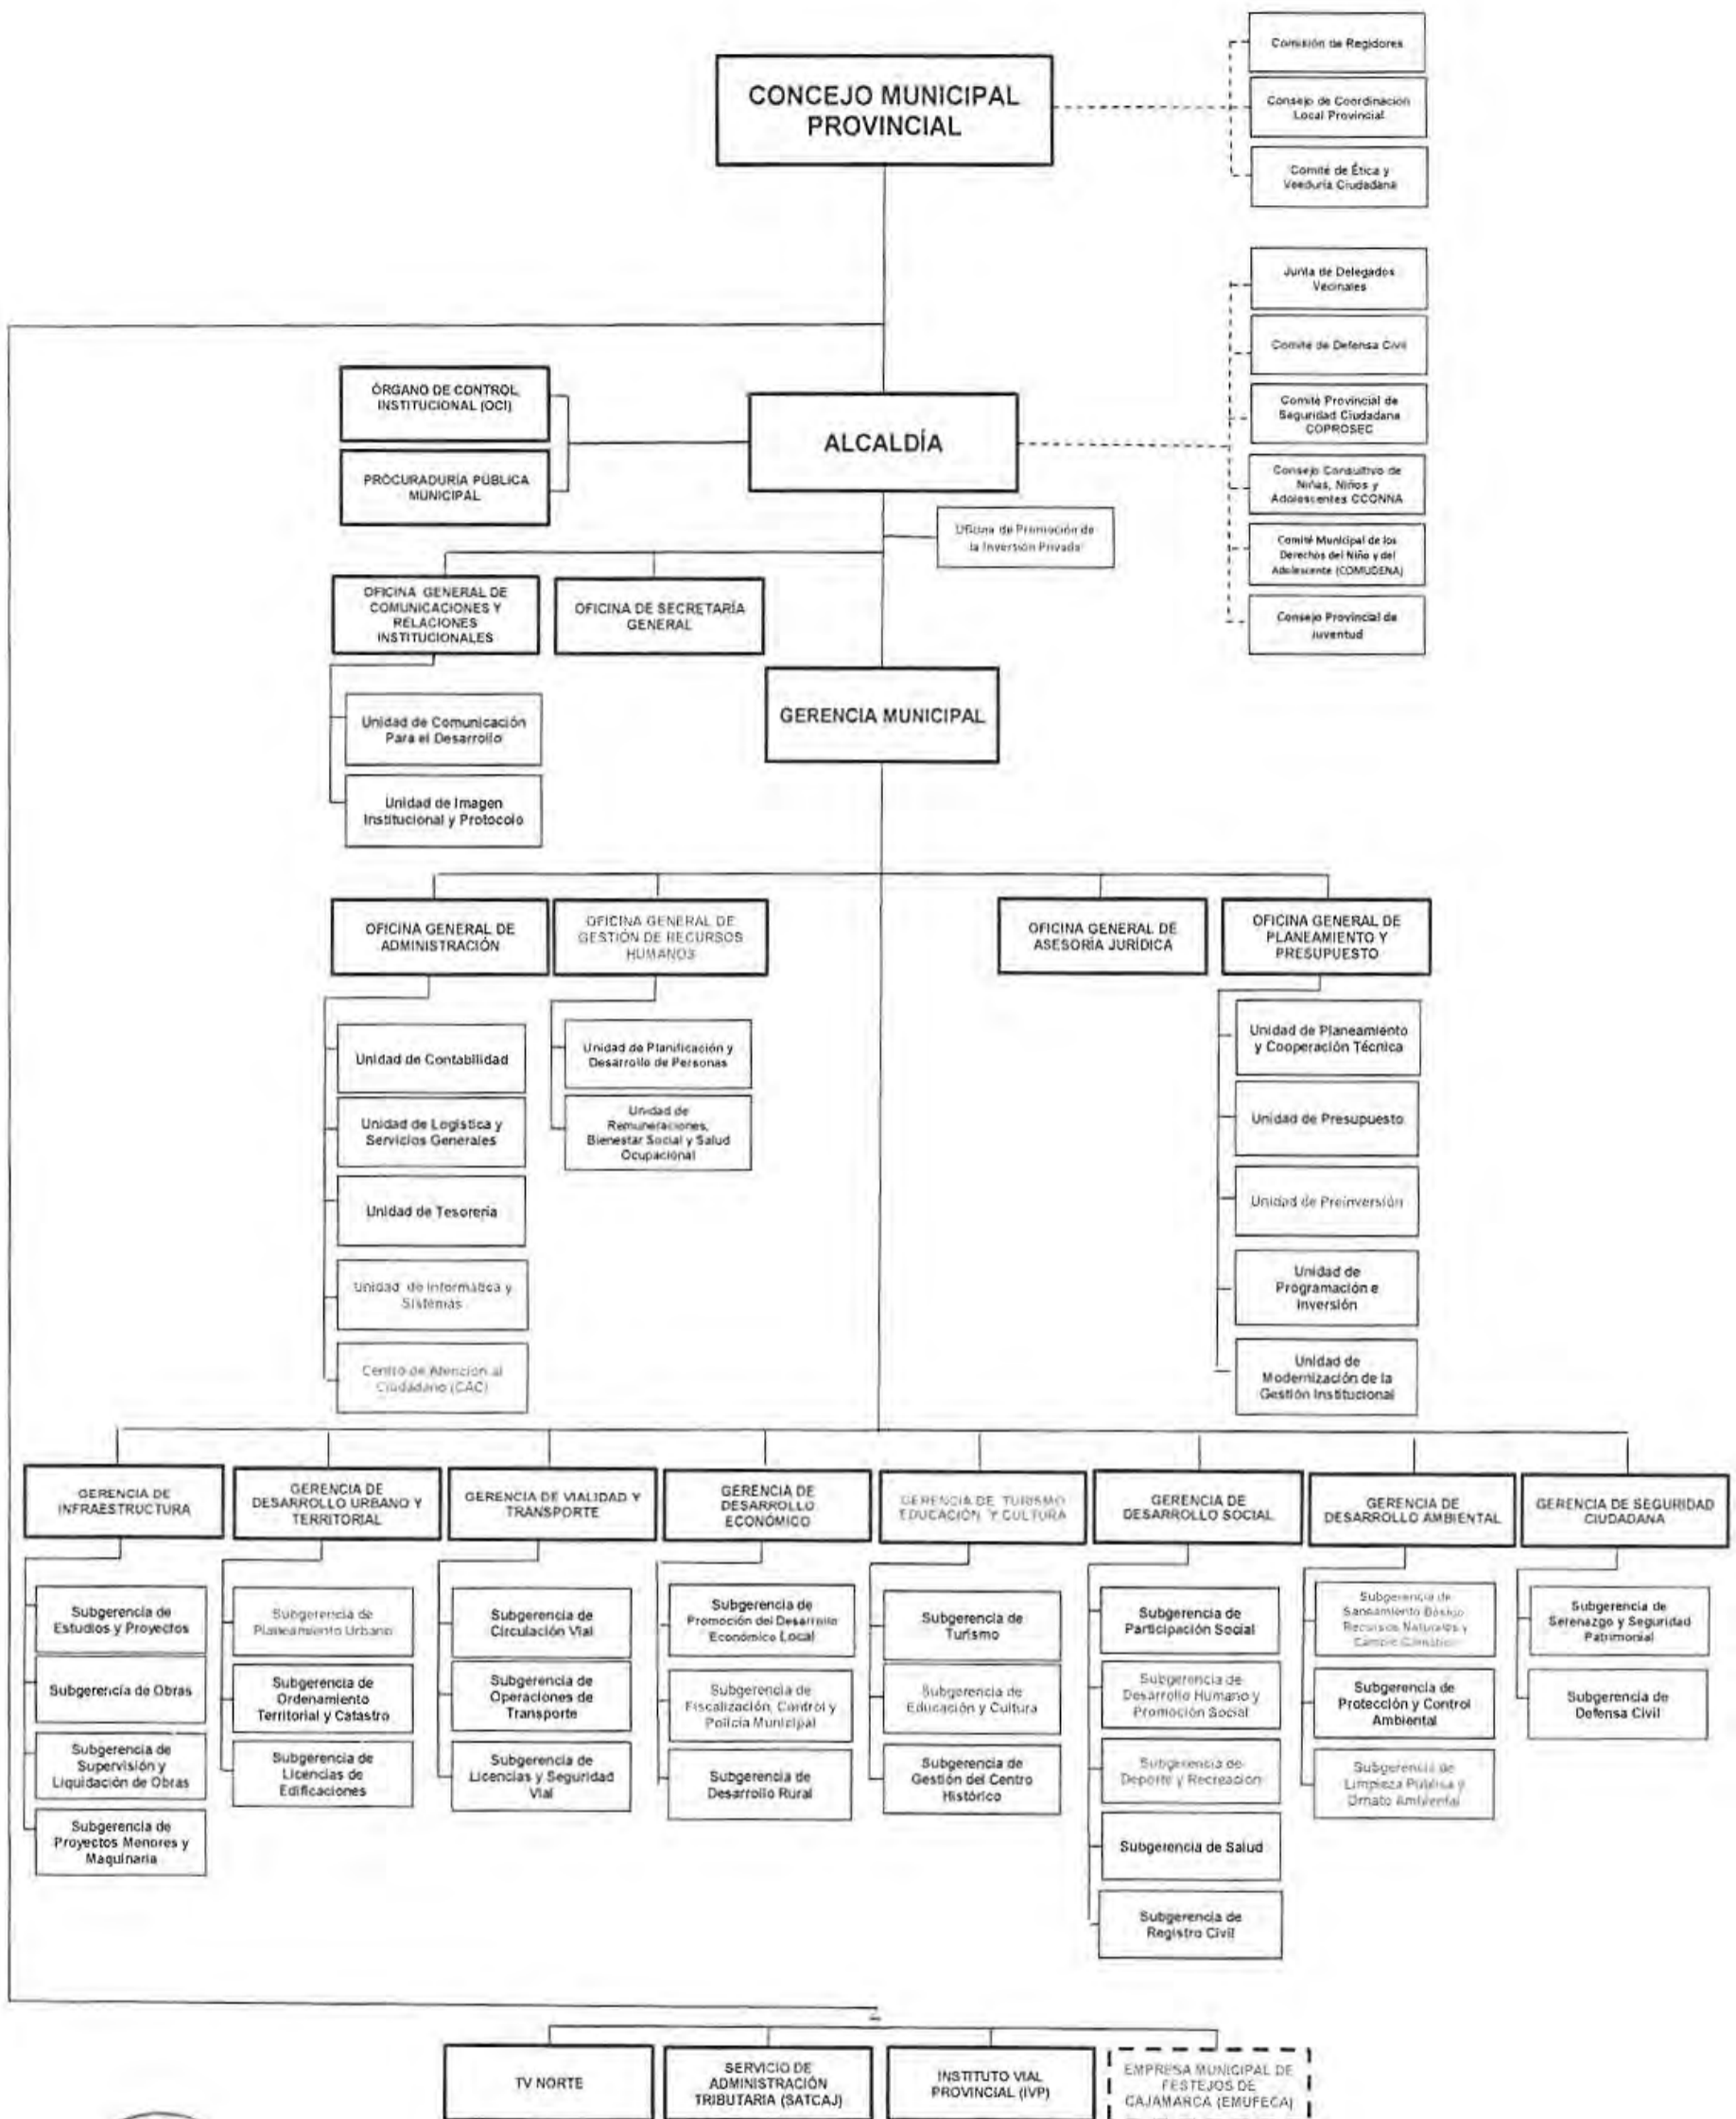 Comisión de Regidores
CONCEJO MUNICIPAL
PROVINCIAL
Consejo de Coordinación
Local Provincial
Comité de Ética y
Veeduría Ciudadana
Junta de Delegados
Vecinales
Comité de Defensa Civil
ÓRGANO DE CONTROL
INSTITUCIONAL (OCI)
PROCURADURÍA PÚBLICA
MUNICIPAL
ALCALDÍA
Comité Provincial de
Seguridad Ciudadana
COPROSEC
Consejo Consultivo de
Niñas, Niños y
Adolescentes CCONNA
Oficina de Promoción de
la Inversión Privada
Comité Municipal de los
Derechos del Niño y del
Adolescente (COMUDENA)
Consejo Provincial de
Juventud
OFICINA GENERAL DE
COMUNICACIONES Y
RELACIONES
INSTITUCIONALES
OFICINA DE SECRETARÍA
GENERAL
GERENCIA MUNICIPAL
Unidad de Comunicación
Para el Desarrollo
Unidad de Imagen
Institucional y Protocolo
OFICINA GENERAL DE
ADMINISTRACIÓN
OFICINA GENERAL DE
GESTIÓN DE RECURSOS
HUMANOS
OFICINA GENERAL DE
ASESORÍA JURÍDICA
OFICINA GENERAL DE
PLANEAMIENTO Y
PRESUPUESTO
Unidad de Contabilidad
Unidad de Logística y
Servicios Generales
Unidad de Tesorería
Unidad de Informática y
Sistemas
Centro de Atención al
Ciudadano (CAC)
Unidad de Planificación y
Desarrollo de Personas
Unidad de
Remuneraciones,
Bienestar Social y Salud
Ocupacional
Unidad de Planeamiento
y Cooperación Técnica
Unidad de Presupuesto
Unidad de Preinversión
Unidad de
Programación e
Inversión
Unidad de
Modernización de la
Gestión Institucional
GERENCIA DE
INFRAESTRUCTURA
Subgerencia de
Estudios y Proyectos
Subgerencia de Obras
Subgerencia de
Supervisión y
Liquidación de Obras
Subgerencia de
Proyectos Menores y
Maquinaria
GERENCIA DE
DESARROLLO URBANO Y
TERRITORIAL
Subgerencia de
Planeamiento Urbano
Subgerencia de
Ordenamiento
Territorial y Catastro
Subgerencia de
Licencias de
Edificaciones
GERENCIA DE VIALIDAD Y
TRANSPORTE
Subgerencia de
Circulación Vial
Subgerencia de
Operaciones de
Transporte
Subgerencia de
Licencias y Seguridad
Vial
GERENCIA DE
DESARROLLO
ECONÓMICO
Subgerencia de
Promoción del Desarrollo
Económico Local
Subgerencia de
Fiscalización, Control y
Policía Municipal
Subgerencia de
Desarrollo Rural
GERENCIA DE TURISMO
EDUCACIÓN Y CULTURA
Subgerencia de
Turismo
Subgerencia de
Educación y Cultura
Subgerencia de
Gestión del Centro
Histórico
GERENCIA DE
DESARROLLO SOCIAL
Subgerencia de
Participación Social
Subgerencia de
Desarrollo Humano y
Promoción Social
Subgerencia de
Deporte y Recreación
Subgerencia de Salud
Subgerencia de
Registro Civil
GERENCIA DE
DESARROLLO AMBIENTAL
Subgerencia de
Saneamiento Básico
Recursos Naturales y
Cambio Climático
Subgerencia de
Protección y Control
Ambiental
Subgerencia de
Limpieza Pública y
Ornato Ambiental
GERENCIA DE SEGURIDAD
CIUDADANA
Subgerencia de
Serenazgo y Seguridad
Patrimonial
Subgerencia de
Defensa Civil
TV NORTE
SERVICIO DE
ADMINISTRACIÓN
TRIBUTARIA (SATCAJ)
INSTITUTO VIAL
PROVINCIAL (IVP)
EMPRESA MUNICIPAL DE
FESTEJOS DE
CAJAMARCA (EMUFECA)